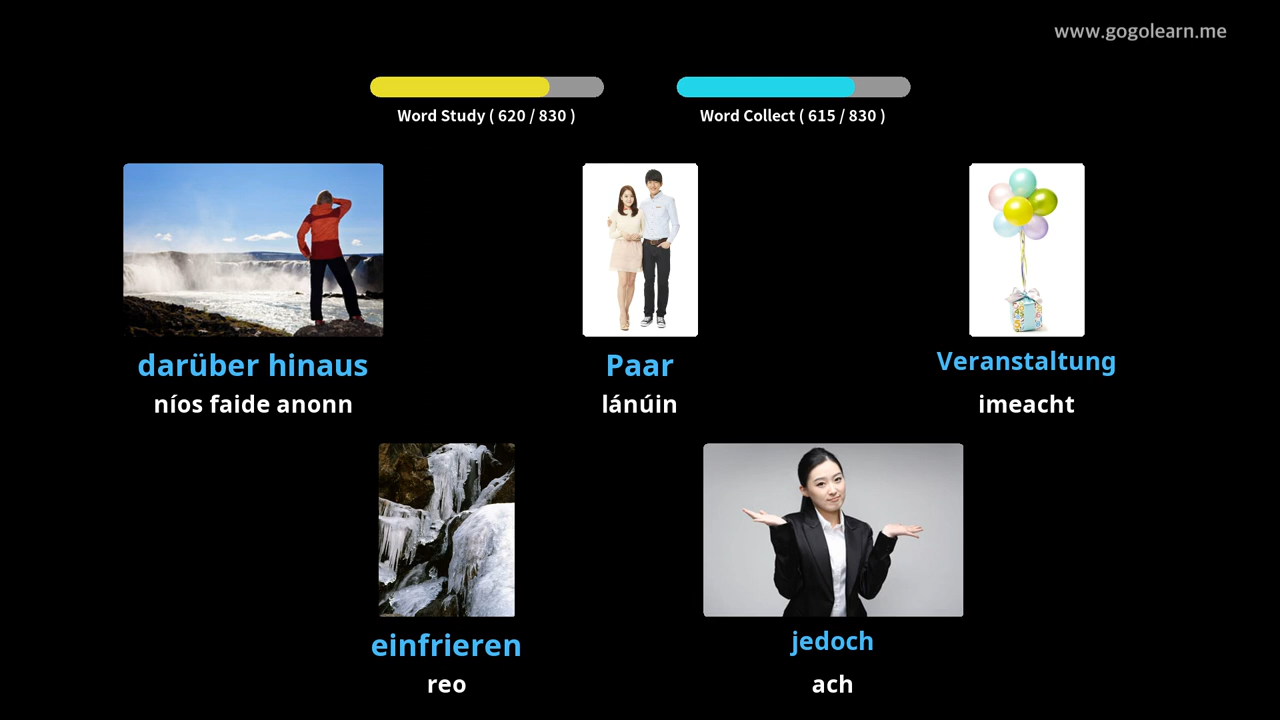 www.gogolearn.me
Word Study ( 620 / 830 )
Word Collect ( 615 / 830 )
darüber hinaus
níos faide anonn
Paar
lánúin
Veranstaltung
imeacht
einfrieren
reo
jedoch
ach